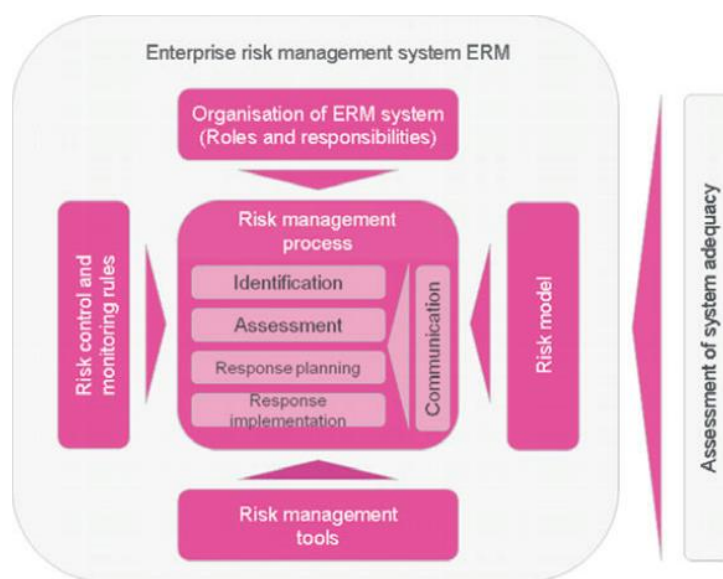 Enterprise risk management system ERM
Organisation of ERM system
(Roles and responsibilities)
Risk control and
monitoring rules
Risk management
process
Identification
Assessment
Response planning
Response
implementation
Communication
Risk model
Risk management
tools
Assessment of system adequacy